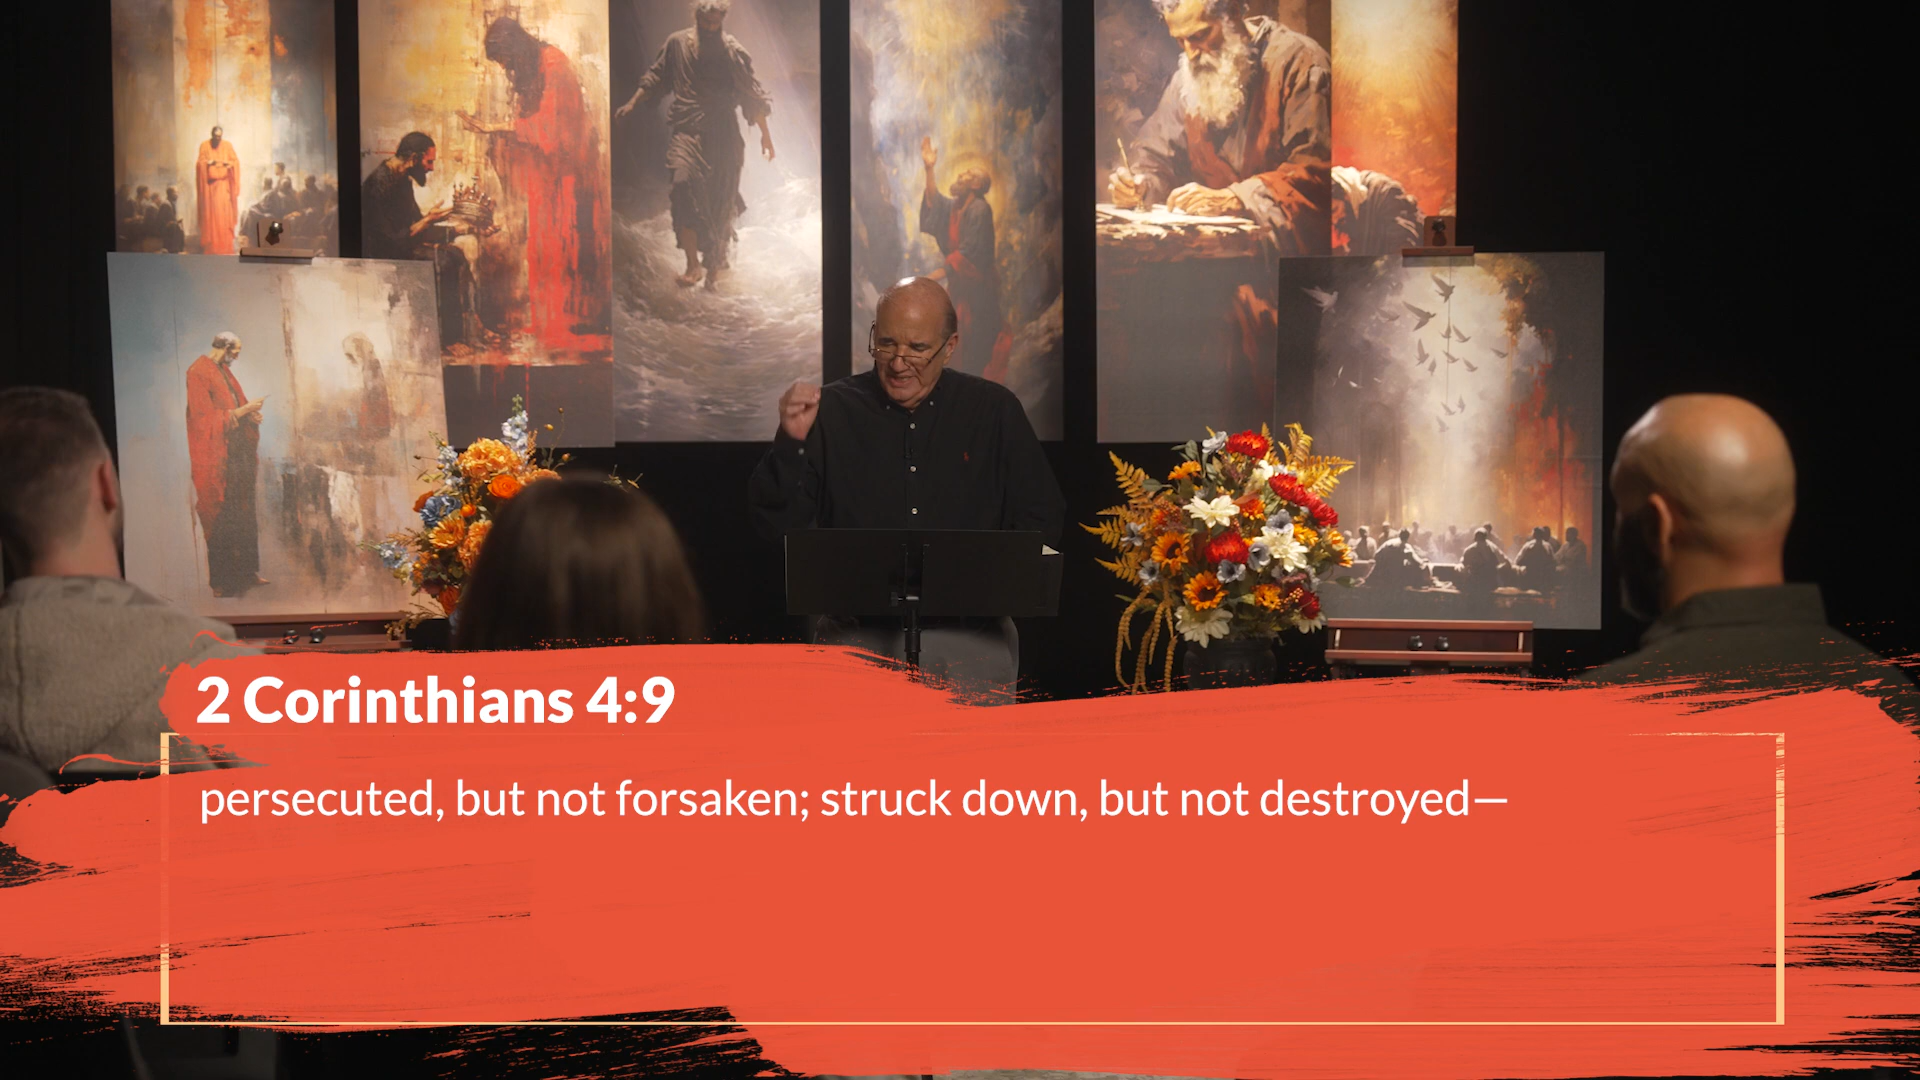 2 Corinthians 4:9
persecuted, but not forsaken; struck down, but not destroyed—